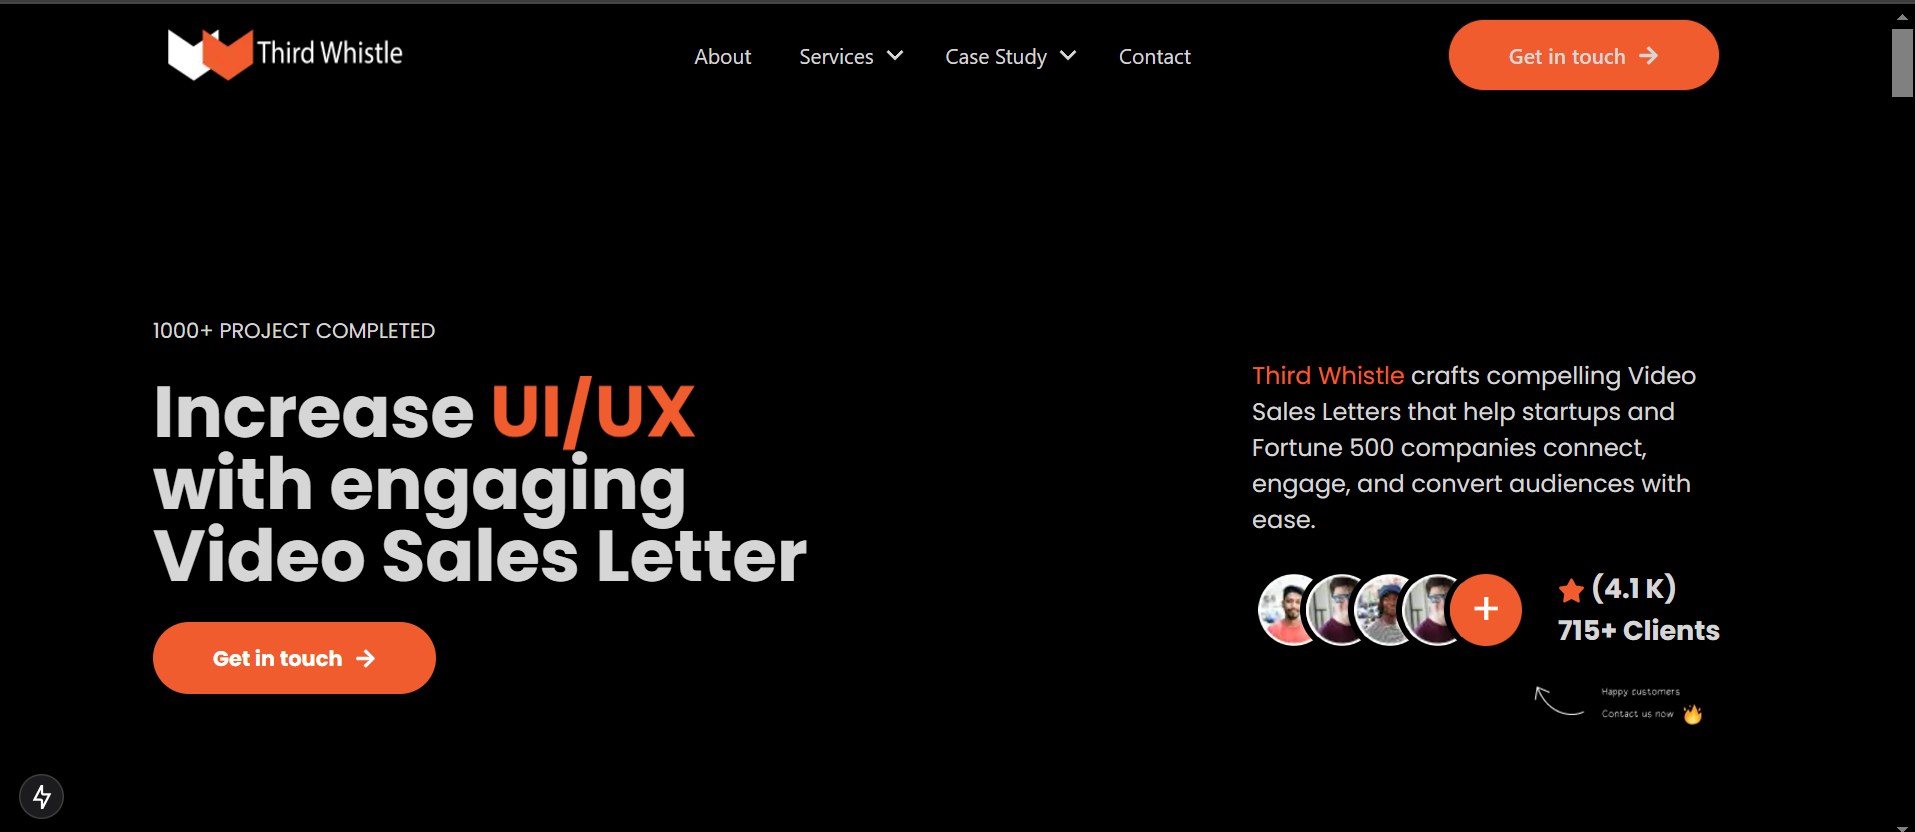 Third Whistle
About
Services
Case Study
Contact
Get in touch
1000+ PROJECT COMPLETED
Increase UI/UX
with engaging
Video Sales Letter
Get in touch
Third Whistle crafts compelling Video
Sales Letters that help startups and
Fortune 500 companies connect,
engage, and convert audiences with
ease.
+
(4.1 K)
715+ Clients
Happy customers
Contact us now 🔥